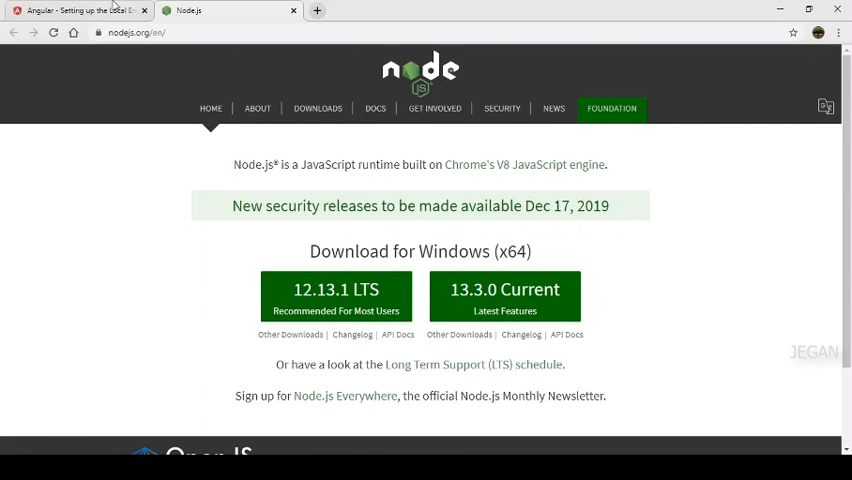 Angular - Setting up the Local En
Node.js
nodejs.org/en/
node
JS
HOME | ABOUT | DOWNLOADS | DOCS | GET INVOLVED | SECURITY | NEWS | FOUNDATION
Node.js® is a JavaScript runtime built on Chrome's V8 JavaScript engine.
New security releases to be made available Dec 17, 2019
Download for Windows (x64)
12.13.1 LTS
Recommended For Most Users
13.3.0 Current
Latest Features
Other Downloads | Changelog | API Docs
Other Downloads | Changelog | API Docs
Or have a look at the Long Term Support (LTS) schedule.
JEGAN
Sign up for Node.js Everywhere, the official Node.js Monthly Newsletter.